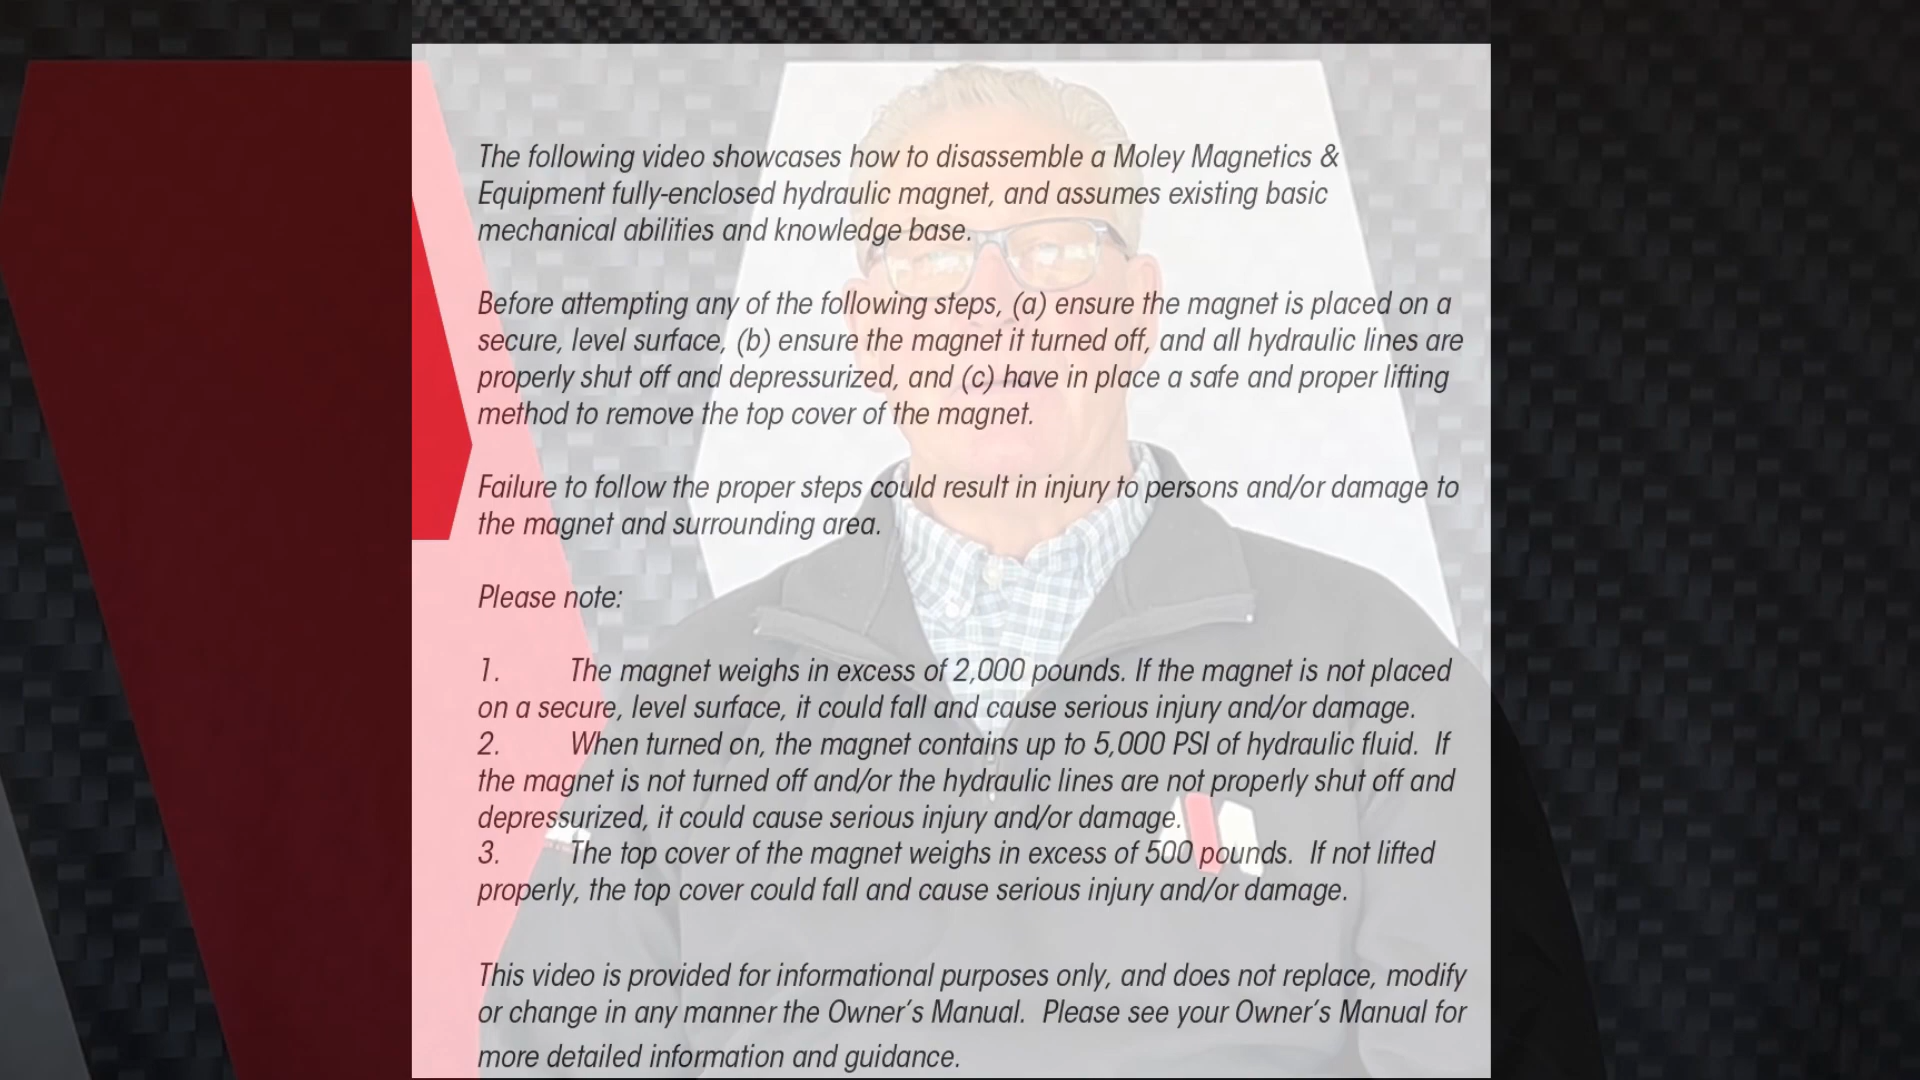 The following video showcases how to disassemble a Moley Magnetics &
Equipment fully-enclosed hydraulic magnet, and assumes existing basic
mechanical abilities and knowledge base.
Before attempting any of the following steps, (a) ensure the magnet is placed on a
secure, level surface, (b) ensure the magnet it turned off, and all hydraulic lines are
properly shut off and depressurized, and (c) have in place a safe and proper lifting
method to remove the top cover of the magnet.
Failure to follow the proper steps could result in injury to persons and/or damage to
the magnet and surrounding area.
Please note:
1. The magnet weighs in excess of 2,000 pounds. If the magnet is not placed
on a secure, level surface, it could fall and cause serious injury and/or damage.
2. When turned on, the magnet contains up to 5,000 PSI of hydraulic fluid. If
the magnet is not turned off and/or the hydraulic lines are not properly shut off and
depressurized, it could cause serious injury and/or damage.
3. The top cover of the magnet weighs in excess of 500 pounds. If not lifted
properly, the top cover could fall and cause serious injury and/or damage.
This video is provided for informational purposes only, and does not replace, modify
or change in any manner the Owner’s Manual. Please see your Owner’s Manual for
more detailed information and guidance.